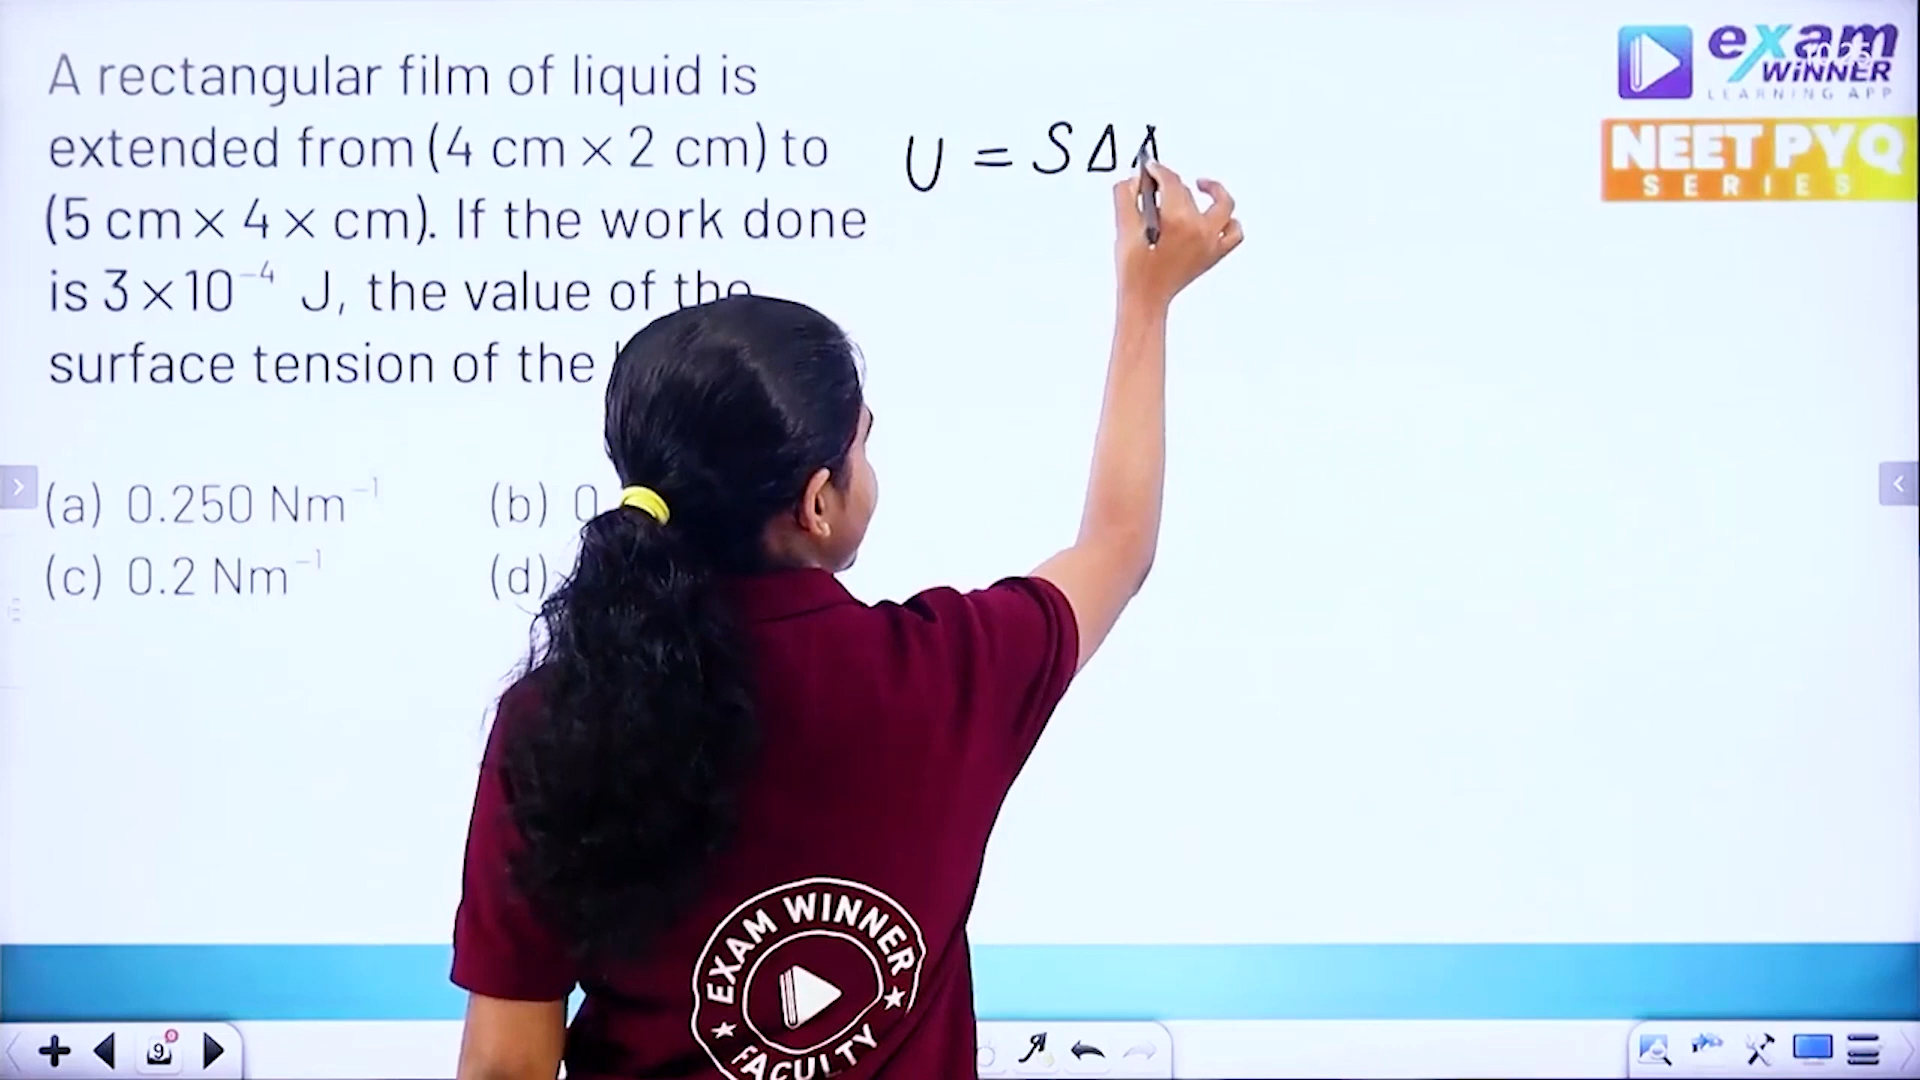 A rectangular film of liquid is
extended from (4 cm × 2 cm) to
(5 cm × 4 × cm). If the work done
is 3×10⁻⁴ J, the value of the
surface tension of the
(a) 0.250 Nm⁻¹ (b) 0
(c) 0.2 Nm⁻¹ (d)
U = SΔA
exam
WiNNER
LEARNING APP
NEET PYQ
SERIES
EXAM WINNER
FACULTY
9